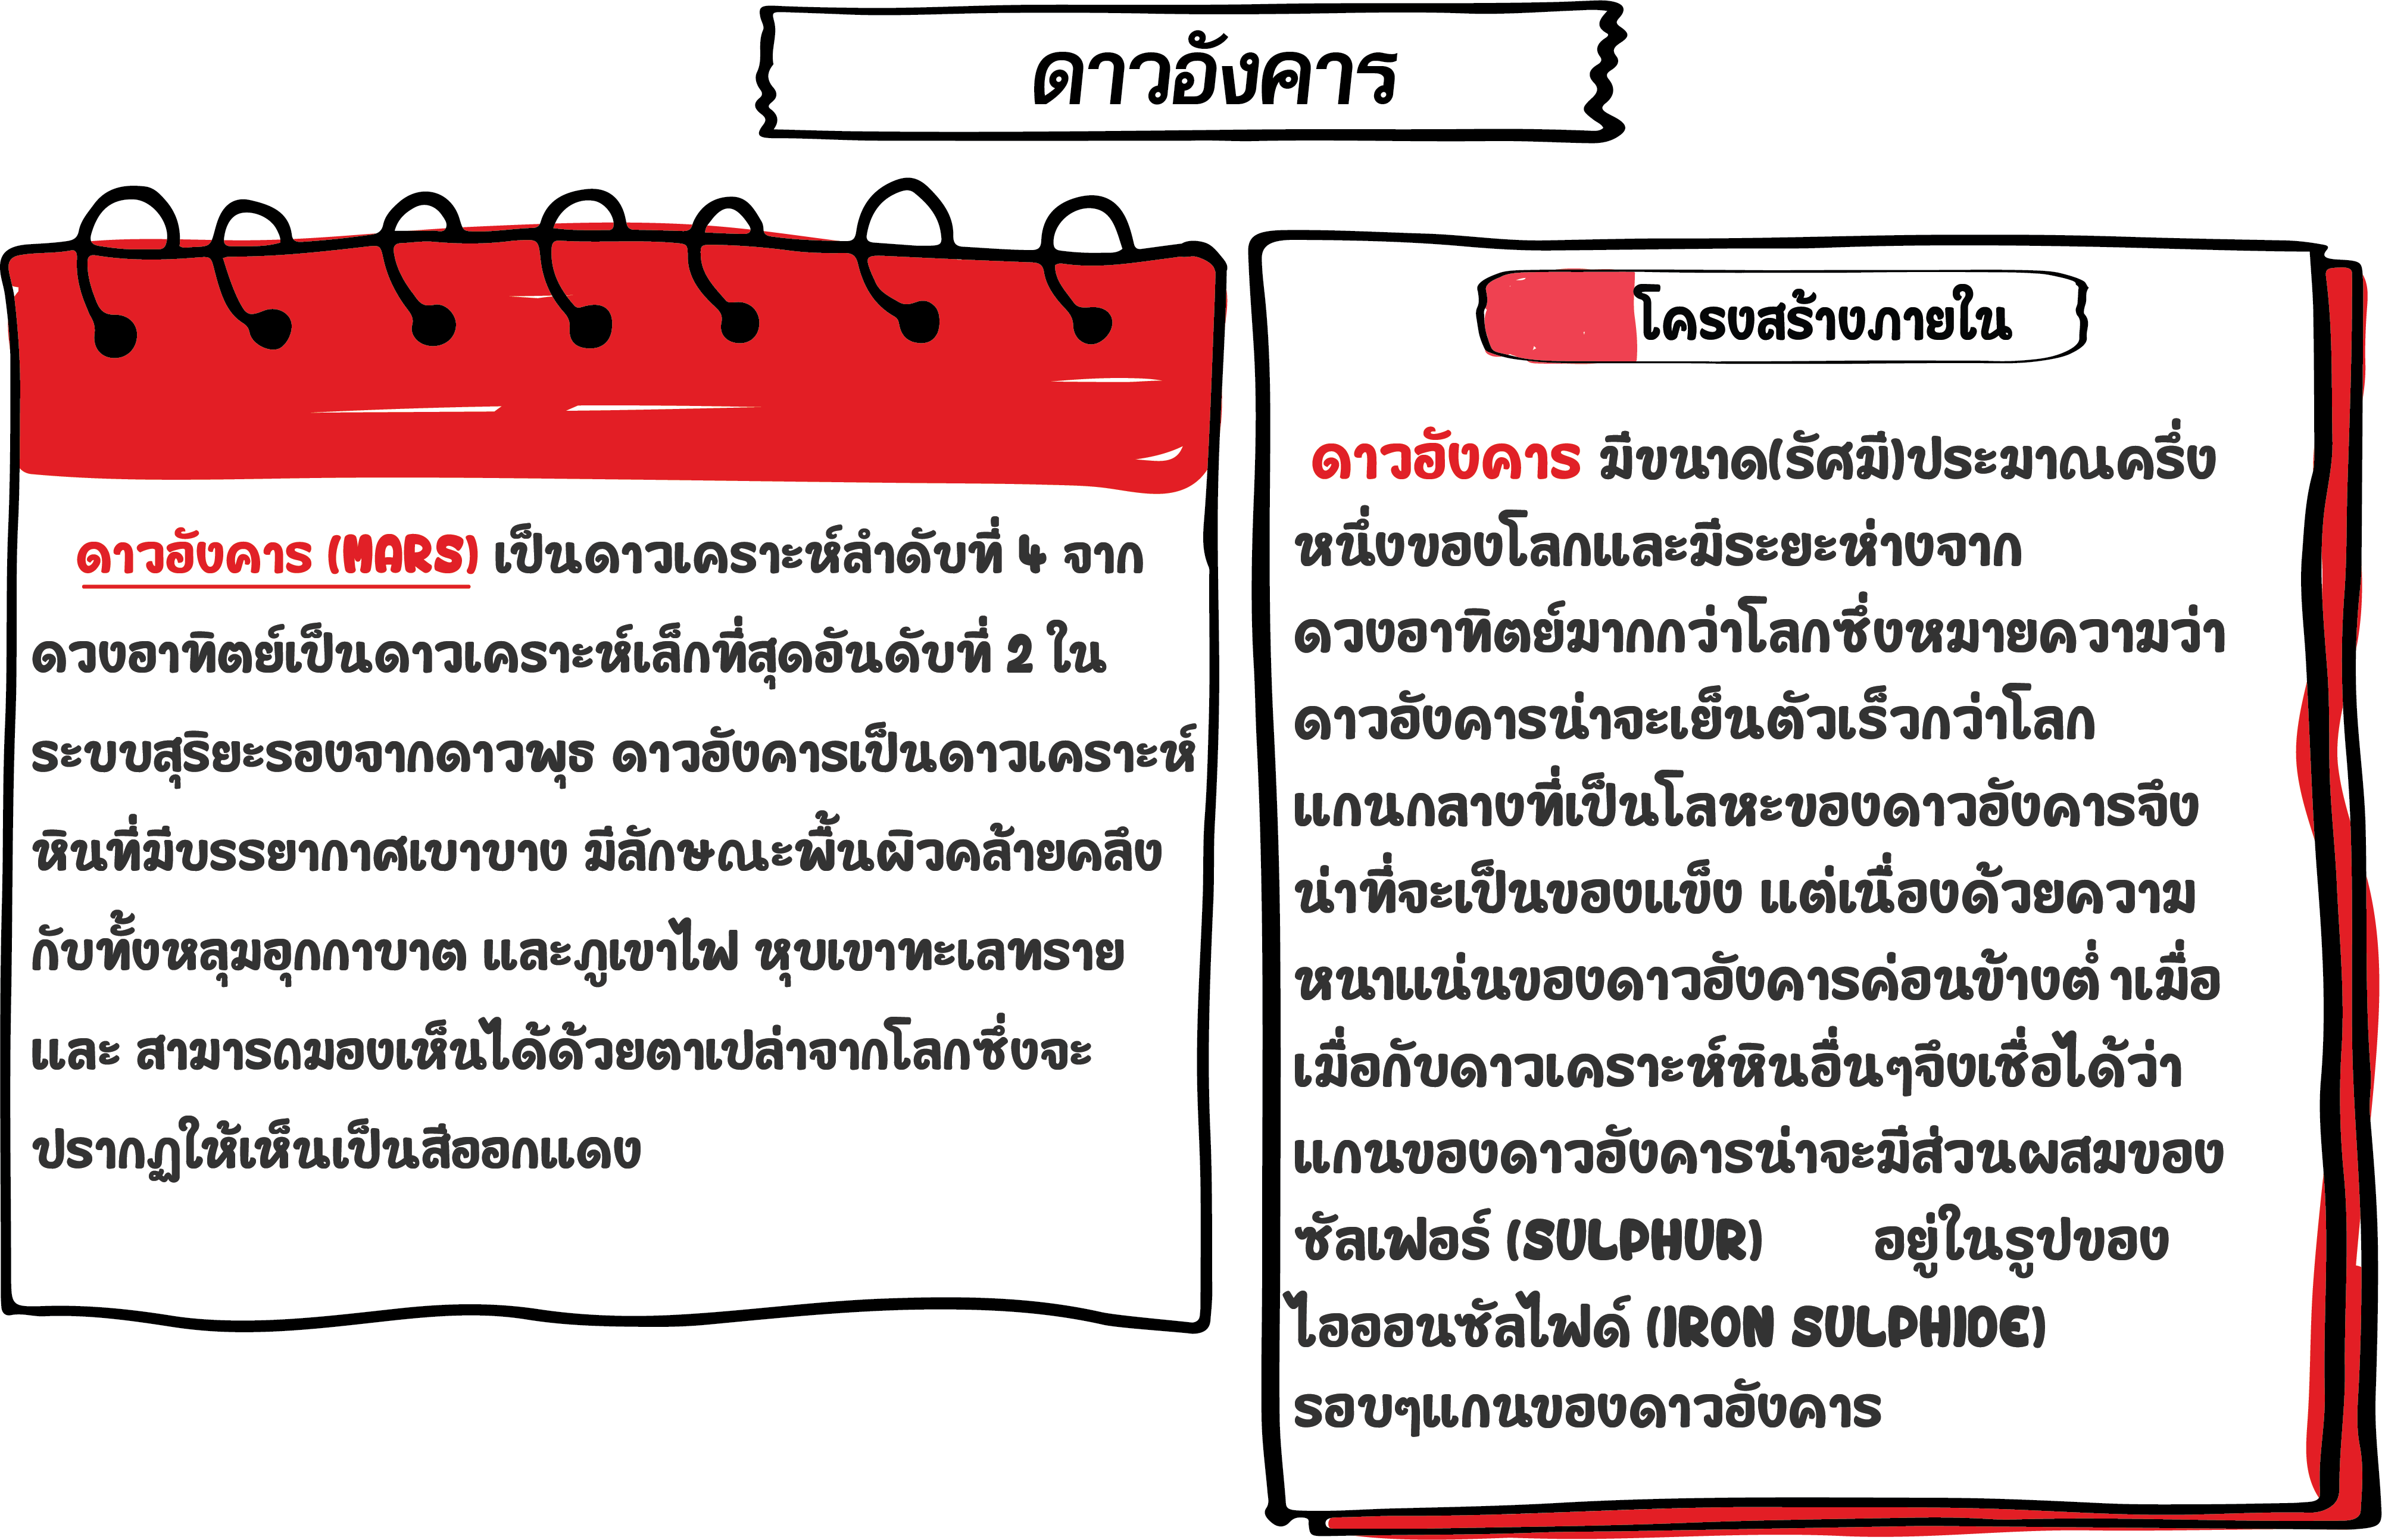 ดาวอังคาร
ดาวอังคาร (MARS) เป็นดาวเคราะห์ลำดับที่ 4 จาก
ดวงอาทิตย์เป็นดาวเคราะห์เล็กที่สุดอันดับที่ 2 ใน
ระบบสุริยะรองจากดาวพุธ ดาวอังคารเป็นดาวเคราะห์
หินที่มีบรรยากาศเบาบาง มีลักษณะพื้นผิวคล้ายคลึง
กับทั้งหลุมอุกกาบาต และภูเขาไฟ หุบเขาทะเลทราย
และ สามารถมองเห็นได้ด้วยตาเปล่าจากโลกซึ่งจะ
ปรากฏให้เห็นเป็นสีออกแดง
โครงสร้างภายใน
ดาวอังคาร มีขนาด(รัศมี)ประมาณครึ่ง
หนึ่งของโลกและมีระยะห่างจาก
ดวงอาทิตย์มากกว่าโลกซึ่งหมายความว่า
ดาวอังคารน่าจะเย็นตัวเร็วกว่าโลก
แกนกลางที่เป็นโลหะของดาวอังคารจึง
น่าที่จะเป็นของแข็ง แต่เนื่องด้วยความ
หนาแน่นของดาวอังคารค่อนข้างต่ำเมื่อ
เมื่อกับดาวเคราะห์หินอื่นๆจึงเชื่อได้ว่า
แกนของดาวอังคารน่าจะมีส่วนผสมของ
ซัลเฟอร์ (SULPHUR) อยู่ในรูปของ
ไอออนซัลไฟด์ (IRON SULPHIDE)
รอบๆแกนของดาวอังคาร